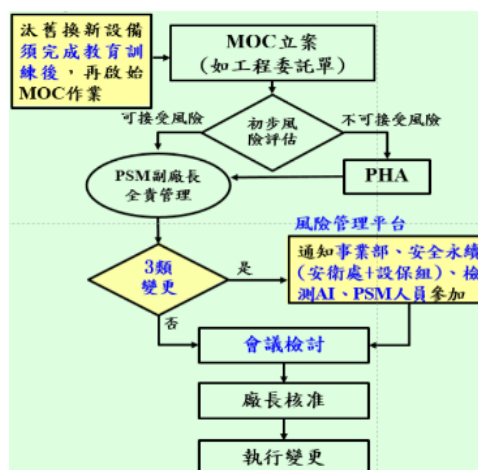 汰舊換新設備
須完成教育訓
練後，再啟始
MOC作業
MOC立案
（如工程委託單）
可接受風險
不可接受風險
初步風
險評估
PSM副廠長
全責管理
PHA
風險管理平台
3類
變更
是
通知事業部、安全永續
(安衛處+設保組)、檢
測AI、PSM人員參加
否
會議檢討
廠長核准
執行變更